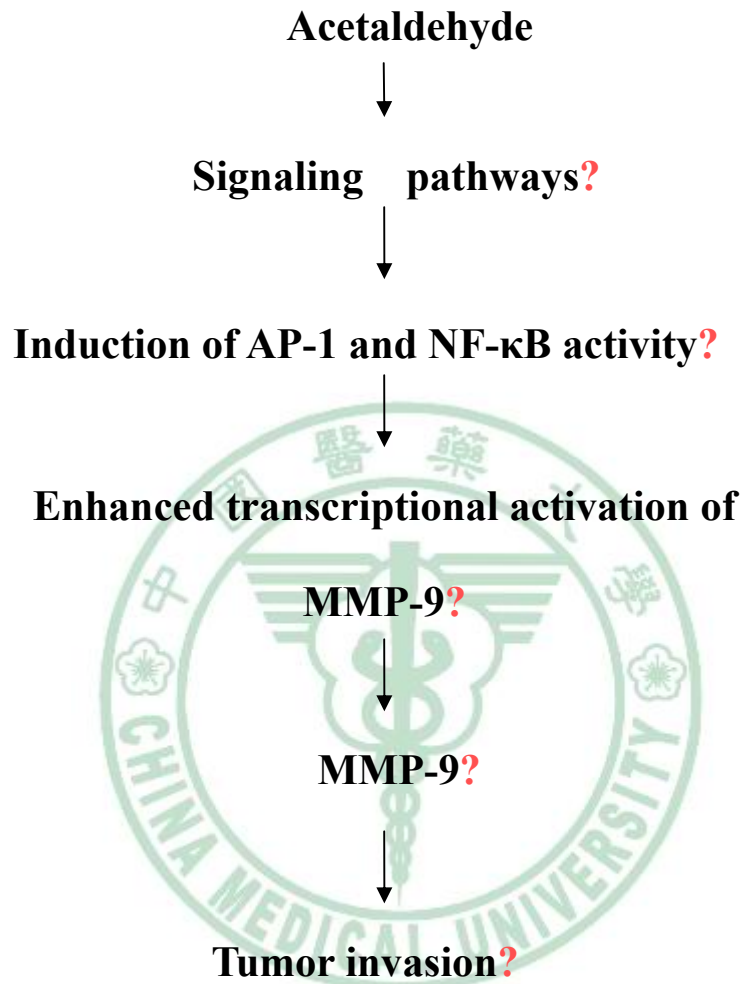 Acetaldehyde
Signaling pathways?
Induction of AP-1 and NF-κB activity?
中國醫藥大學
Enhanced transcriptional activation of
MMP-9?
MMP-9?
CHINA MEDICAL UNIVERSITY
Tumor invasion?